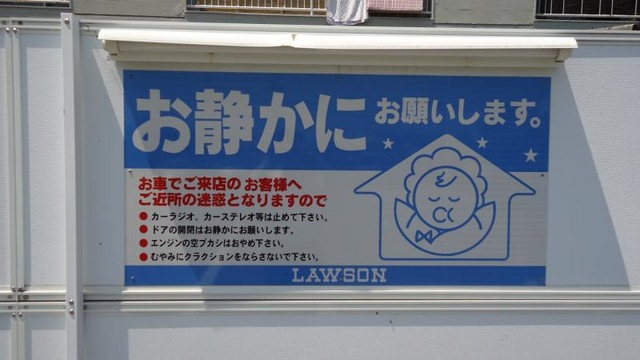 お静かに お願いします。
お車でご来店の お客様へ
ご近所の迷惑となりますので
● カーラジオ、カーステレオ等は止めて下さい。
● ドアの開閉はお静かにお願いします。
● エンジンの空ブカシはおやめ下さい。
● むやみにクラクションをならさないで下さい。
LAWSON